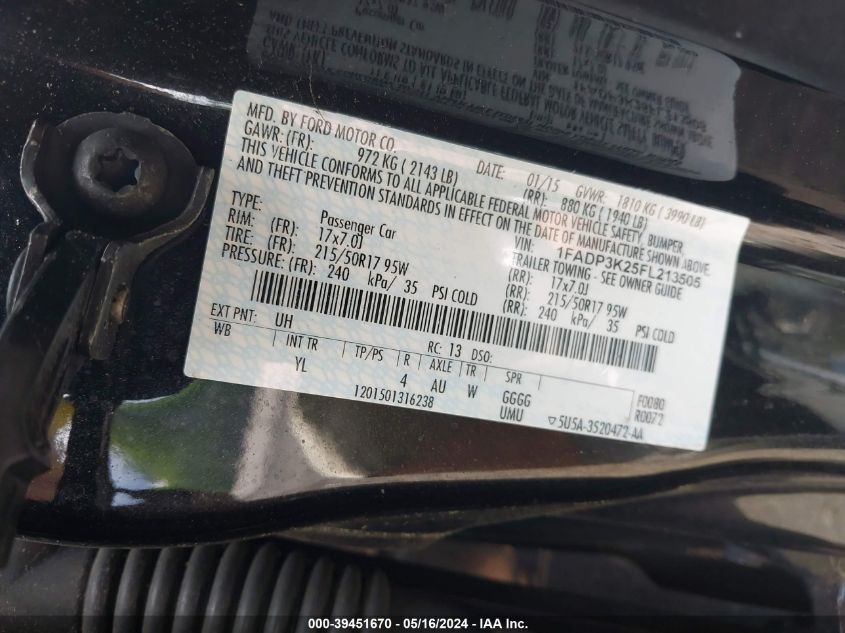 MFD. BY FORD MOTOR CO. DATE: 01/15 GVWR: 1810 KG ( 3990 LB)
GAWR: (FR): 972 KG ( 2143 LB) (RR): 880 KG ( 1940 LB)
THIS VEHICLE CONFORMS TO ALL APPLICABLE FEDERAL MOTOR VEHICLE SAFETY, BUMPER
AND THEFT PREVENTION STANDARDS IN EFFECT ON THE DATE OF MANUFACTURE SHOWN ABOVE.
VIN: 1FADP3K25FL213505
TYPE: Passenger Car TRAILER TOWING - SEE OWNER GUIDE
RIM: (FR): 17x7.0J (RR): 17x7.0J
TIRE: (FR): 215/50R17 95W (RR): 215/50R17 95W
PRESSURE: (FR): 240 kPa/ 35 PSI COLD (RR): 240 kPa/ 35 PSI COLD
EXT PNT: UH RC: 13 DSO:
WB INT TR TP/PS R AXLE TR SPR
YL 4 AU W GGGG F0080
1201501316238 UMU R0072
▽5U5A-3520472-AA
000-39451670 - 05/16/2024 - IAA Inc.